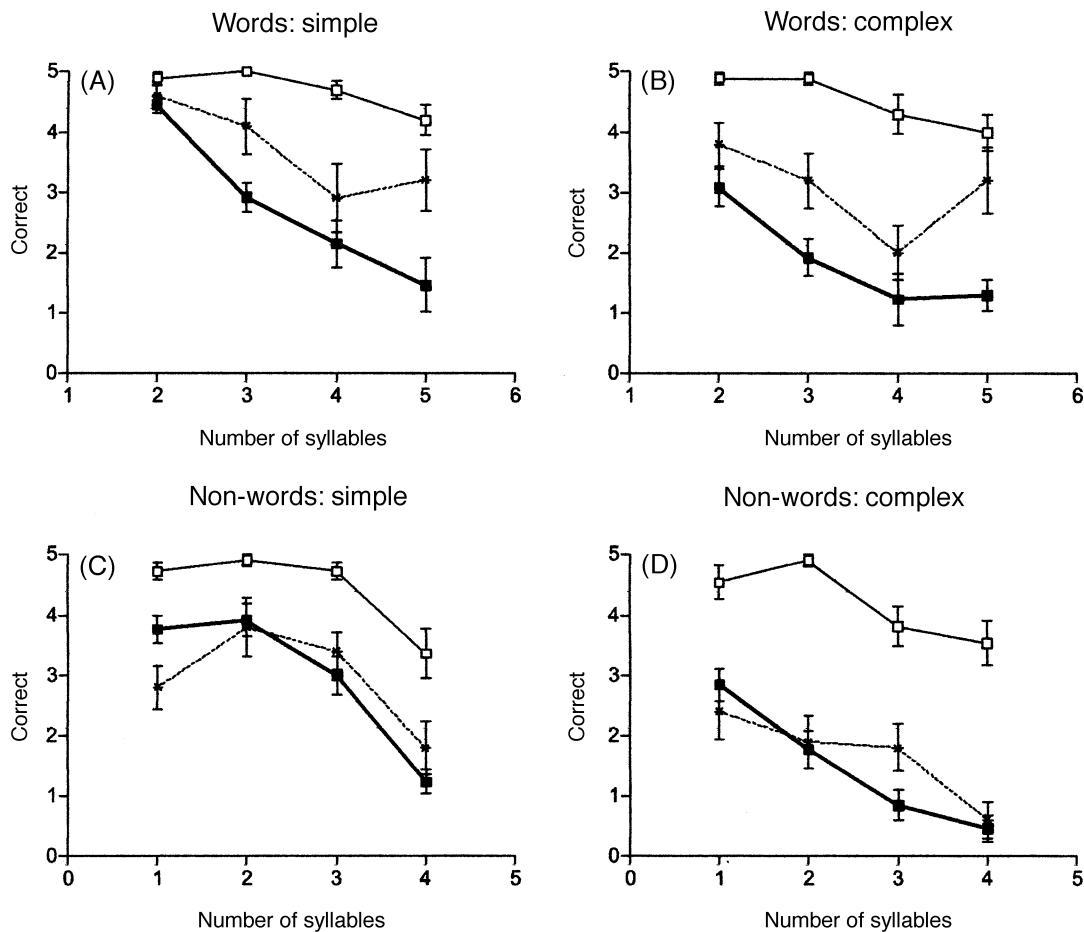 Words: simple
(A)
Correct
5
4
3
2
1
0
1 2 3 4 5 6
Number of syllables
Words: complex
(B)
Correct
5
4
3
2
1
0
1 2 3 4 5 6
Number of syllables
Non-words: simple
(C)
Correct
5
4
3
2
1
0
0 1 2 3 4 5
Number of syllables
Non-words: complex
(D)
Correct
5
4
3
2
1
0
0 1 2 3 4 5
Number of syllables